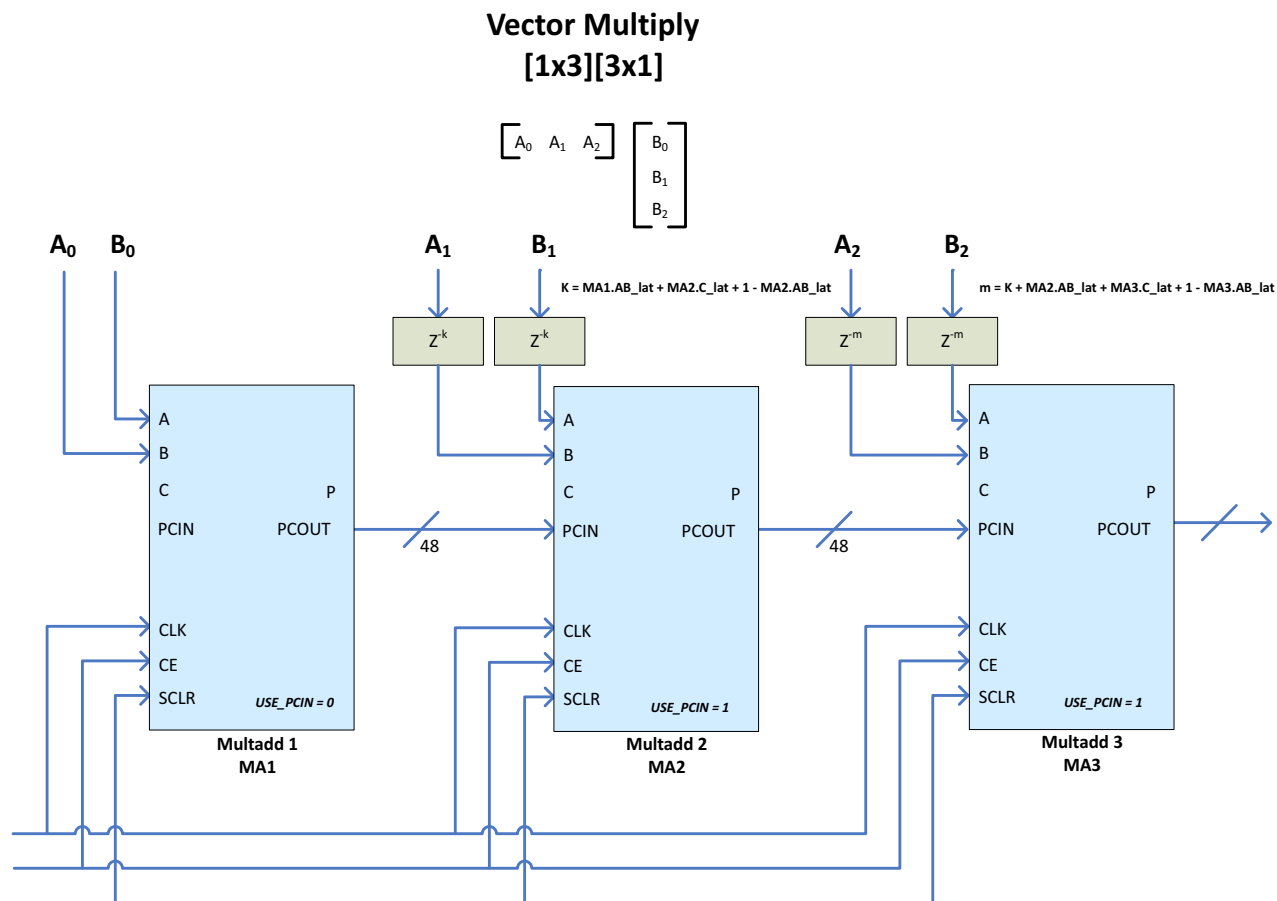 Vector Multiply
[1x3][3x1]
A₀ A₁ A₂
B₀
B₁
B₂
A₀ B₀ A₁ B₁ A₂ B₂
K = MA1.AB_lat + MA2.C_lat + 1 - MA2.AB_lat
m = K + MA2.AB_lat + MA3.C_lat + 1 - MA3.AB_lat
Z⁻ᵏ Z⁻ᵏ Z⁻ᵐ Z⁻ᵐ
A
B
C P
PCIN PCOUT
48
CLK
CE
SCLR USE_PCIN = 0
Multadd 1
MA1
A
B
C P
PCIN PCOUT
48
CLK
CE
SCLR USE_PCIN = 1
Multadd 2
MA2
A
B
C P
PCIN PCOUT
CLK
CE
SCLR USE_PCIN = 1
Multadd 3
MA3